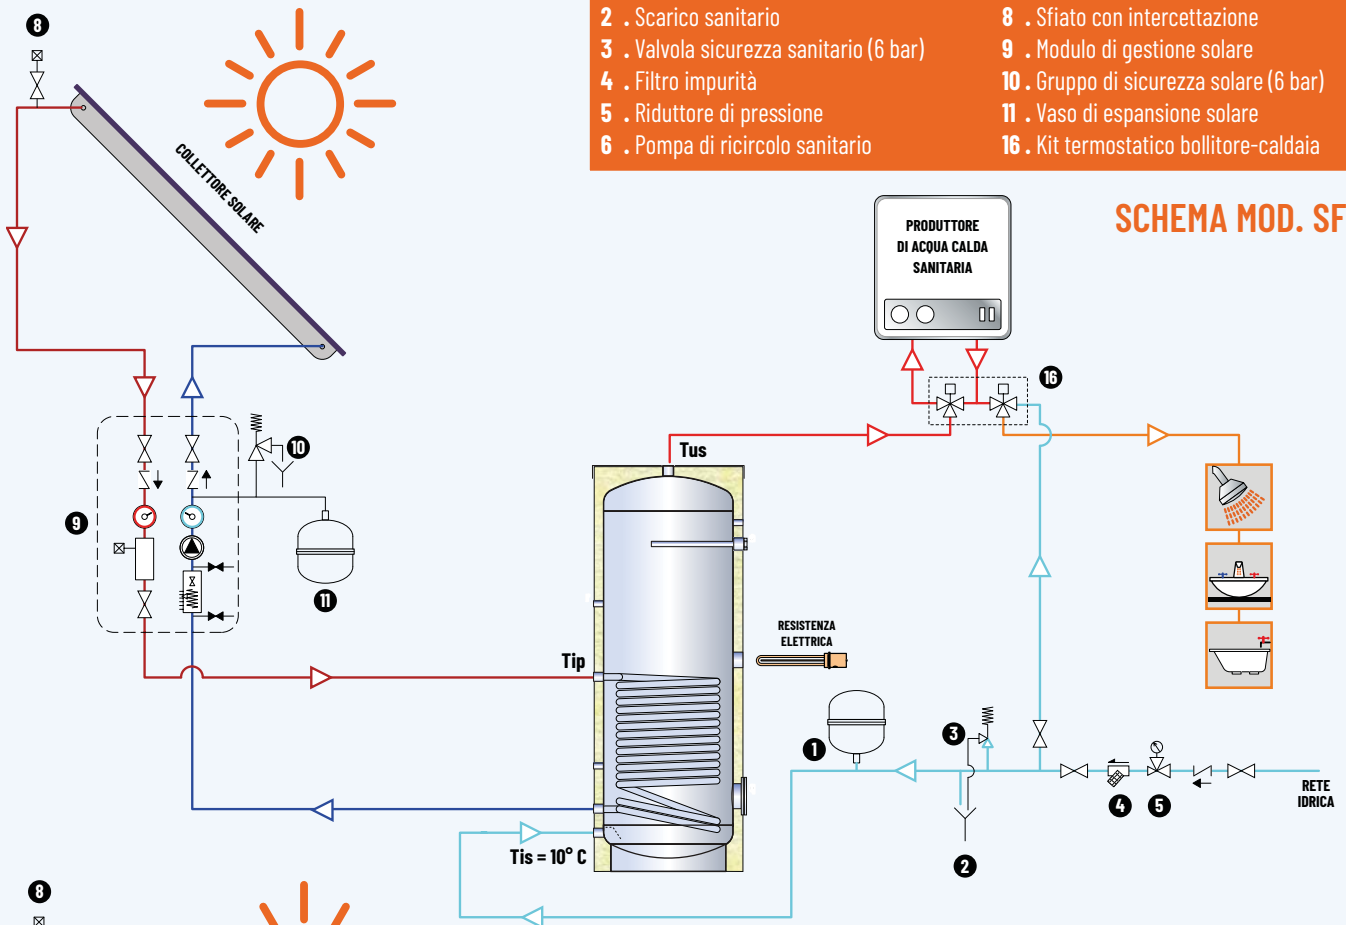 2 . Scarico sanitario
3 . Valvola sicurezza sanitario (6 bar)
4 . Filtro impurità
5 . Riduttore di pressione
6 . Pompa di ricircolo sanitario
8 . Sfiato con intercettazione
9 . Modulo di gestione solare
10 . Gruppo di sicurezza solare (6 bar)
11 . Vaso di espansione solare
16 . Kit termostatico bollitore-caldaia
SCHEMA MOD. SF
8
COLLETTORE SOLARE
PRODUTTORE
DI ACQUA CALDA
SANITARIA
16
10
Tus
9
11
RESISTENZA
ELETTRICA
Tip
1
3
4
5
RETE
IDRICA
Tis = 10° C
2
8